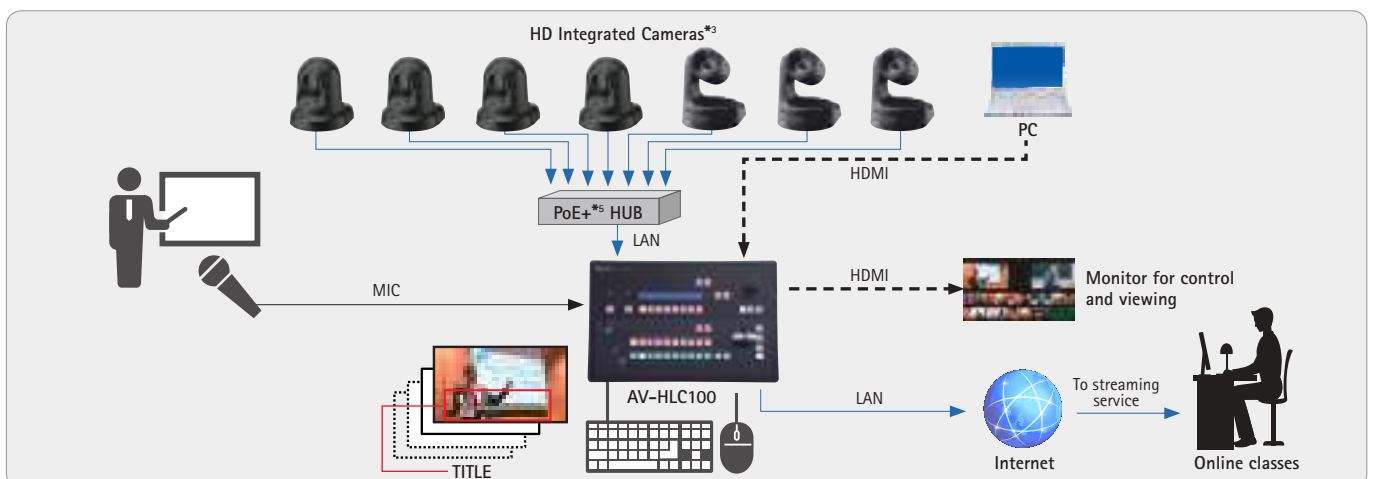 HD Integrated Cameras*3
PC
HDMI
PoE+*5 HUB
LAN
HDMI
Monitor for control
and viewing
MIC
AV-HLC100
LAN
To streaming
service
TITLE
Internet
Online classes